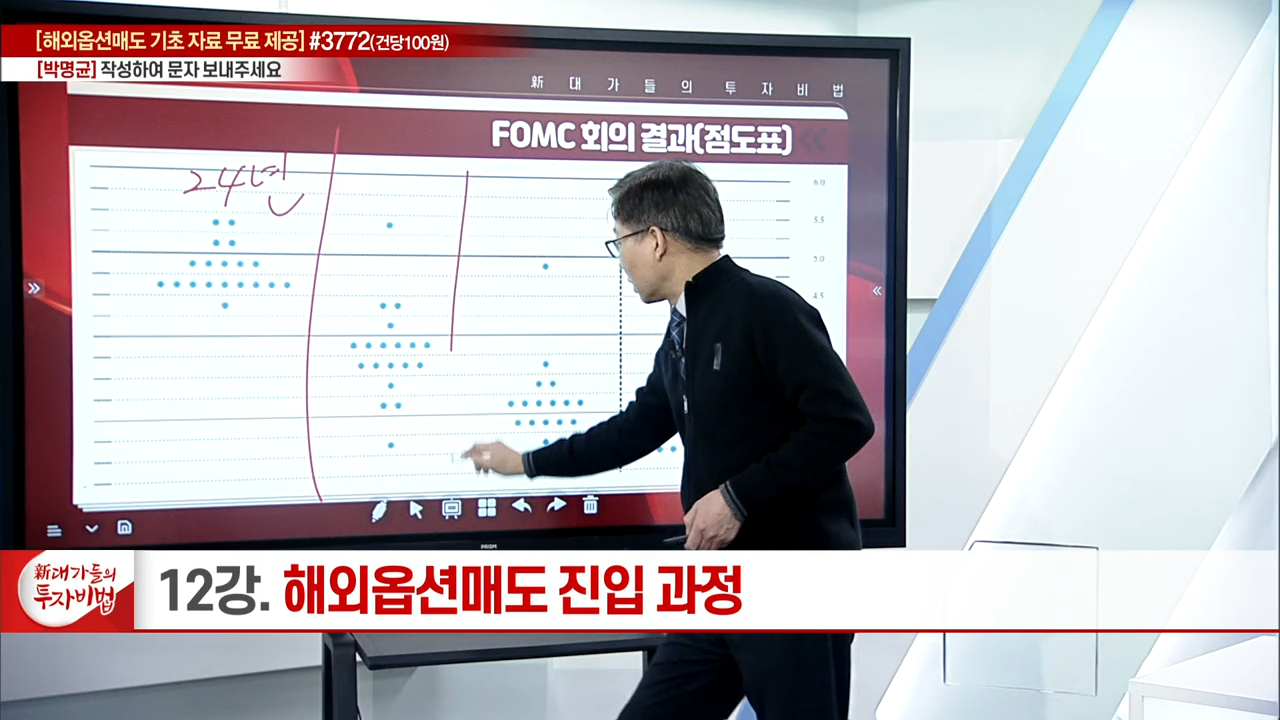 [해외옵션매도 기초 자료 무료 제공] #3772(건당100원)
[박명균] 작성하여 문자 보내주세요
新 대 가 들 의 투 자 비 법
FOMC 회의 결과(점도표)
24년
6.0
5.5
5.0
4.5
PRISM
新대가들의
투자비법
12강. 해외옵션매도 진입 과정